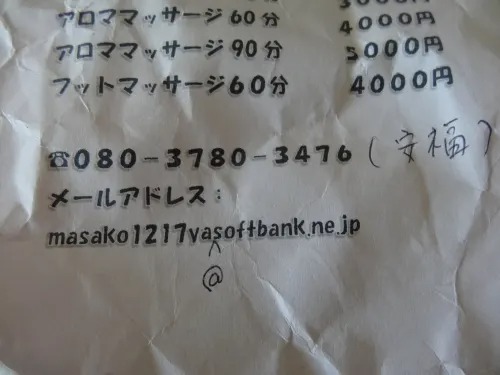 アロママッサージ60分 4000円
アロママッサージ90分 5000円
フットマッサージ60分 4000円
☎080-3780-3476 (安福)
メールアドレス:
masako1217vasoftbank.ne.jp
@